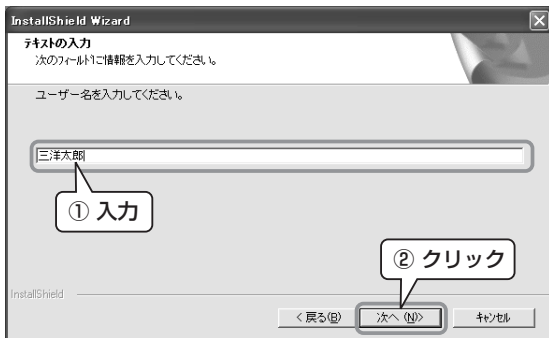 InstallShield Wizard
テキストの入力
次のフィールドに情報を入力してください。
ユーザー名を入力してください。
三洋太郎
① 入力
② クリック
InstallShield
< 戻る(B)
次へ (N)>
キャンセル